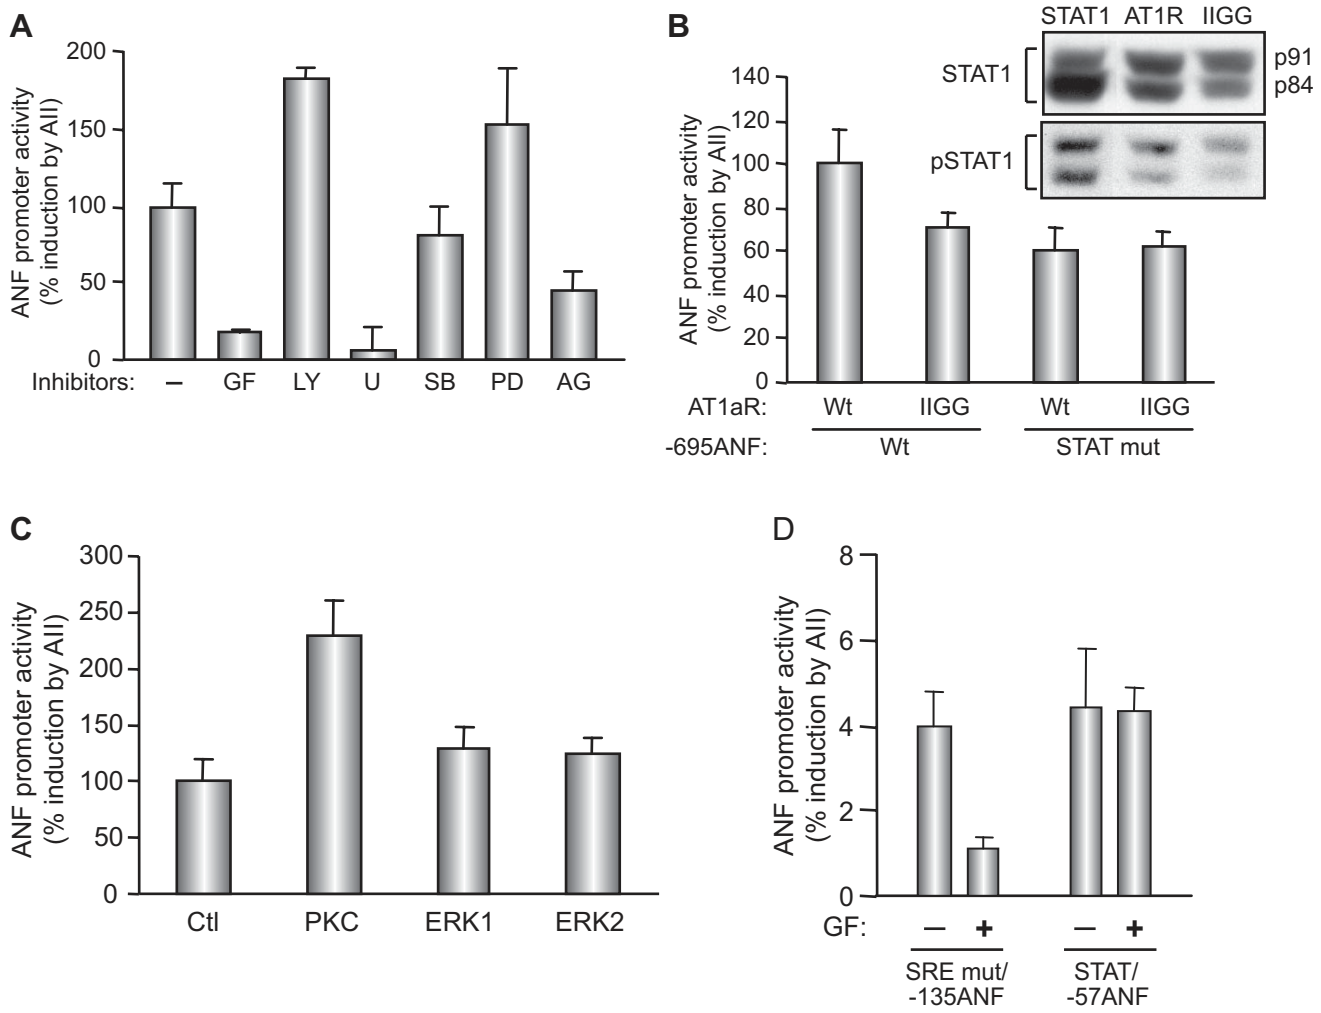 A
ANF promoter activity
(% induction by AII)
200
150
100
50
0
Inhibitors: – GF LY U SB PD AG
B
STAT1 AT1R IIGG
STAT1
p91
p84
pSTAT1
ANF promoter activity
(% induction by AII)
140
120
100
80
60
40
20
0
AT1aR: Wt IIGG Wt IIGG
-695ANF: Wt STAT mut
C
ANF promoter activity
(% induction by AII)
300
250
200
150
100
50
0
Ctl PKC ERK1 ERK2
D
ANF promoter activity
(% induction by AII)
8
6
4
2
0
GF: – + – +
SRE mut/ STAT/
-135ANF -57ANF